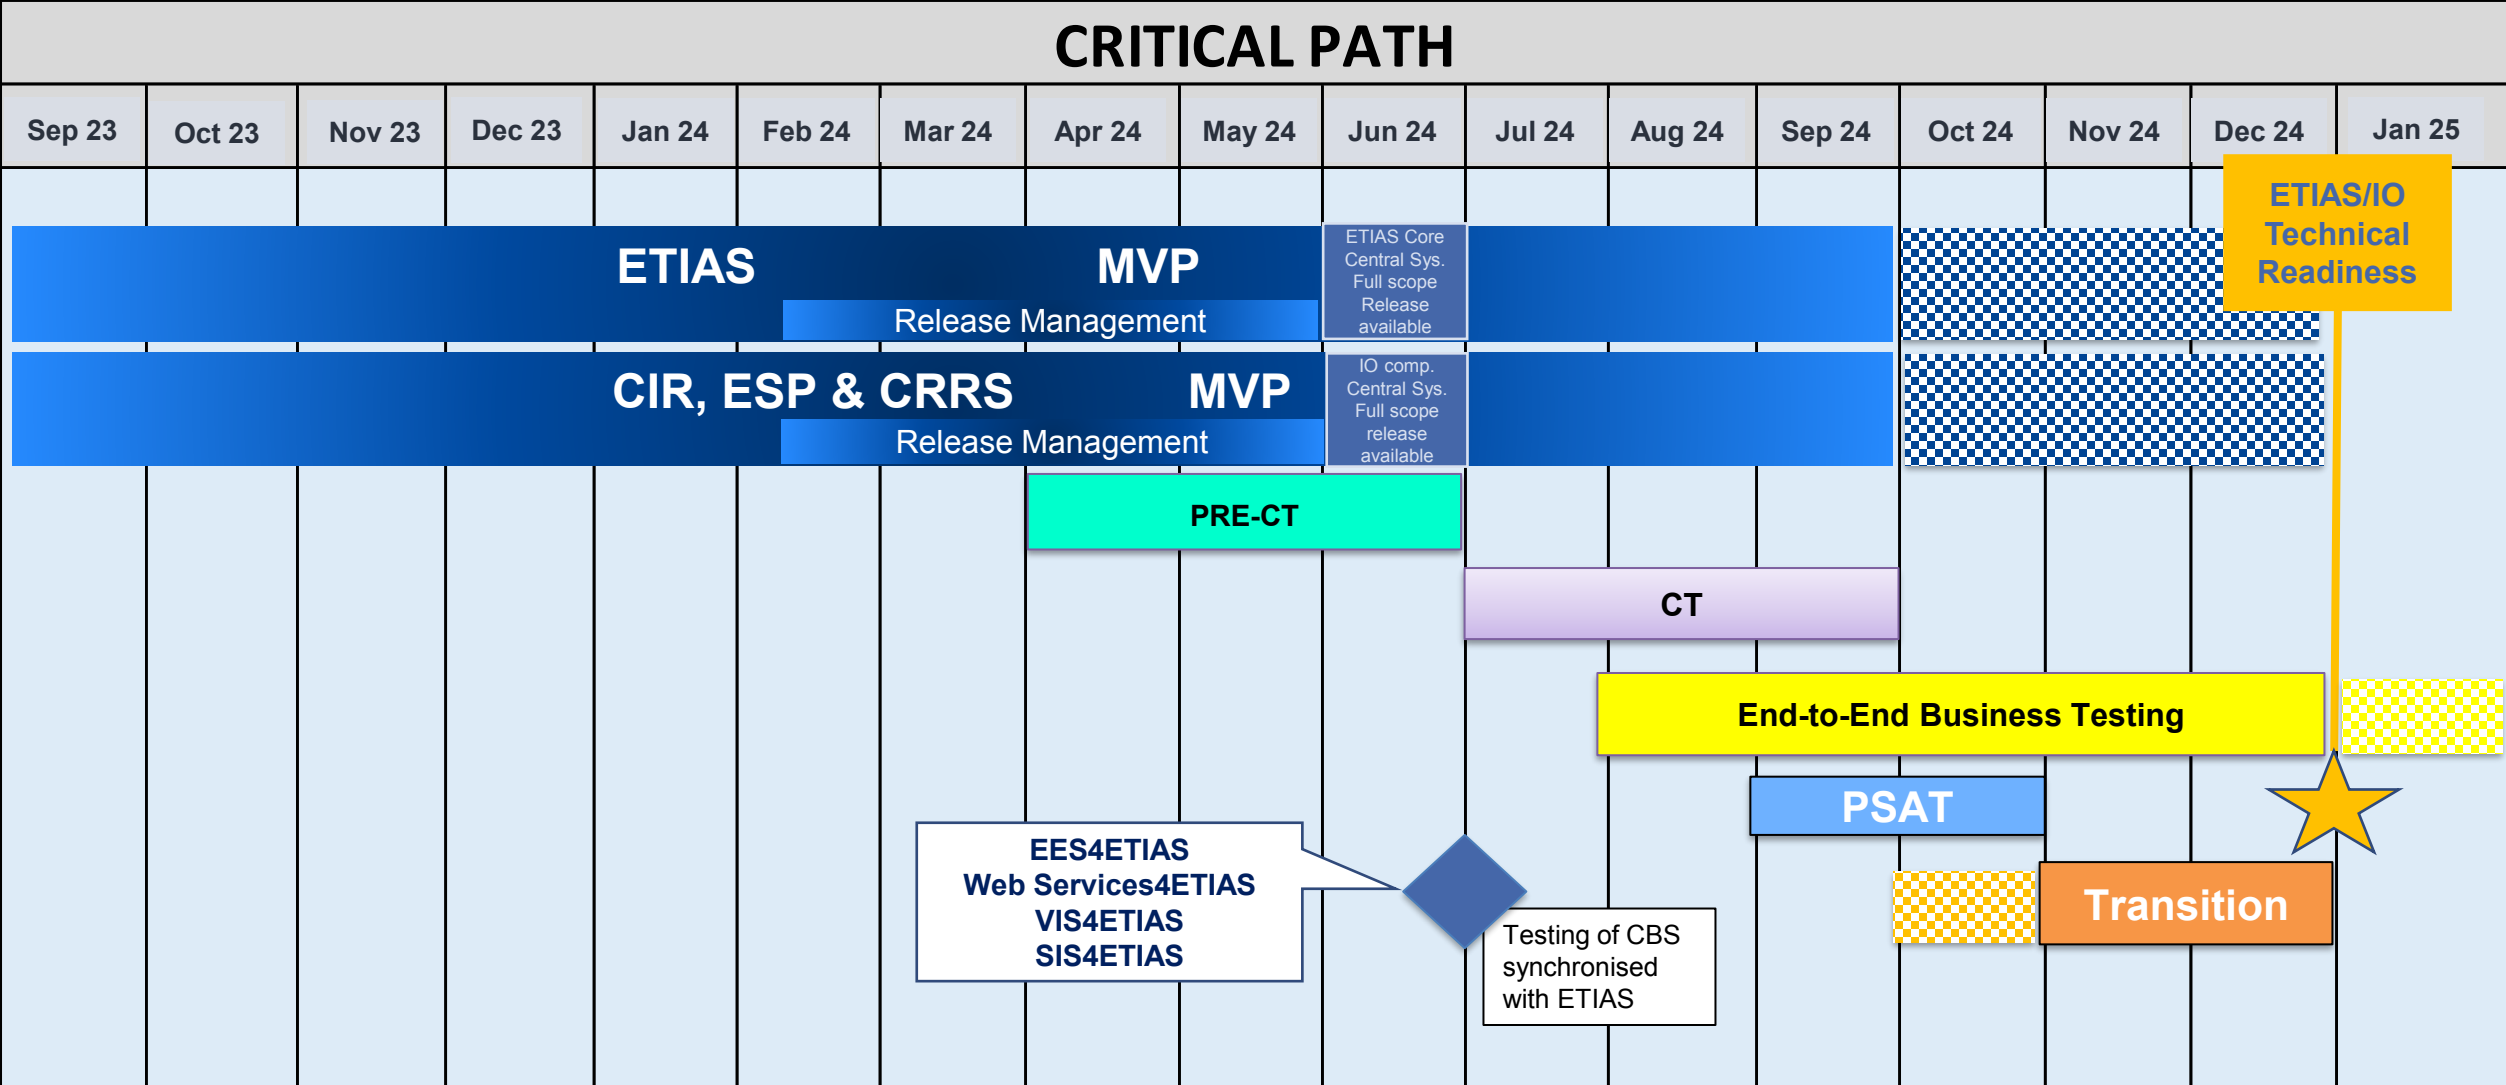 CRITICAL PATH
Sep 23
Oct 23
Nov 23
Dec 23
Jan 24
Feb 24
Mar 24
Apr 24
May 24
Jun 24
Jul 24
Aug 24
Sep 24
Oct 24
Nov 24
Dec 24
Jan 25
ETIAS/IO
Technical
Readiness
ETIAS
MVP
Release Management
ETIAS Core
Central Sys.
Full scope
Release
available
CIR, ESP & CRRS
MVP
Release Management
IO comp.
Central Sys.
Full scope
release
available
PRE-CT
CT
End-to-End Business Testing
PSAT
EES4ETIAS
Web Services4ETIAS
VIS4ETIAS
SIS4ETIAS
Transition
Testing of CBS
synchronised
with ETIAS